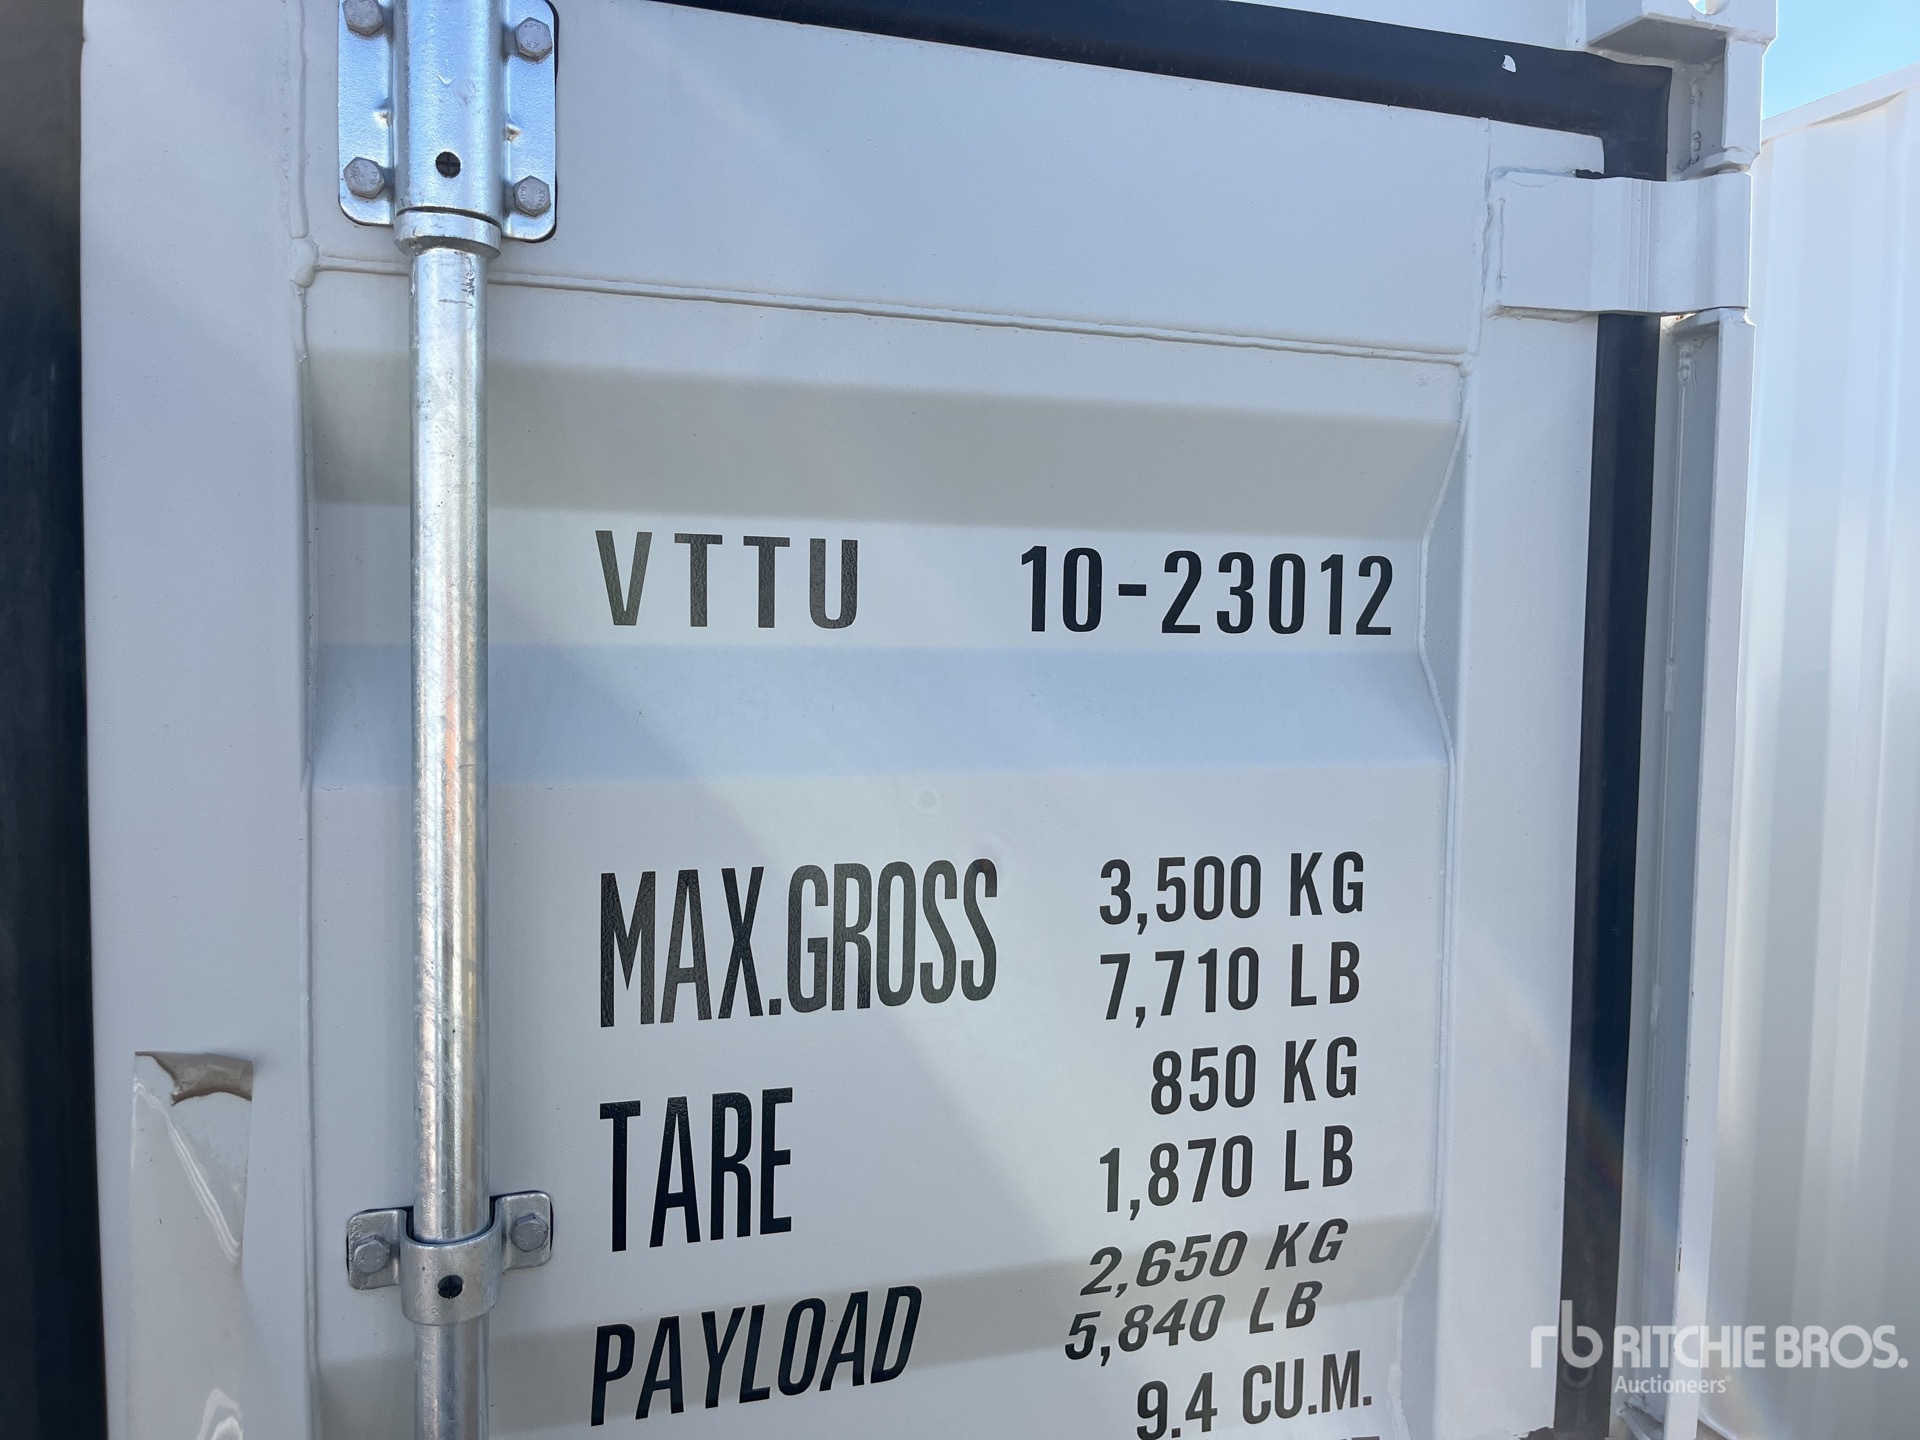 VTTU 10-23012
MAX.GROSS 3,500 KG
7,710 LB
TARE 850 KG
1,870 LB
PAYLOAD 2,650 KG
5,840 LB
9.4 CU.M.
rb RITCHIE BROS.
Auctioneers